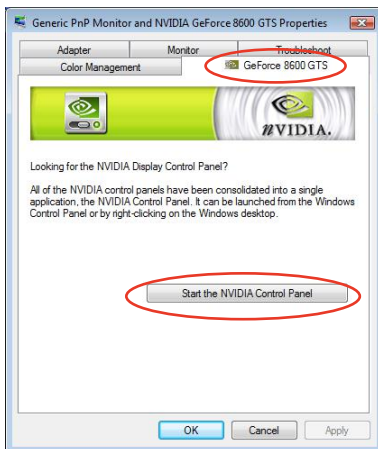 Generic PnP Monitor and NVIDIA GeForce 8600 GTS Properties
Adapter Monitor Troubleshoot
Color Management GeForce 8600 GTS
NVIDIA.
Looking for the NVIDIA Display Control Panel?
All of the NVIDIA control panels have been consolidated into a single
application, the NVIDIA Control Panel. It can be launched from the Windows
Control Panel or by right-clicking on the Windows desktop.
Start the NVIDIA Control Panel
OK Cancel Apply